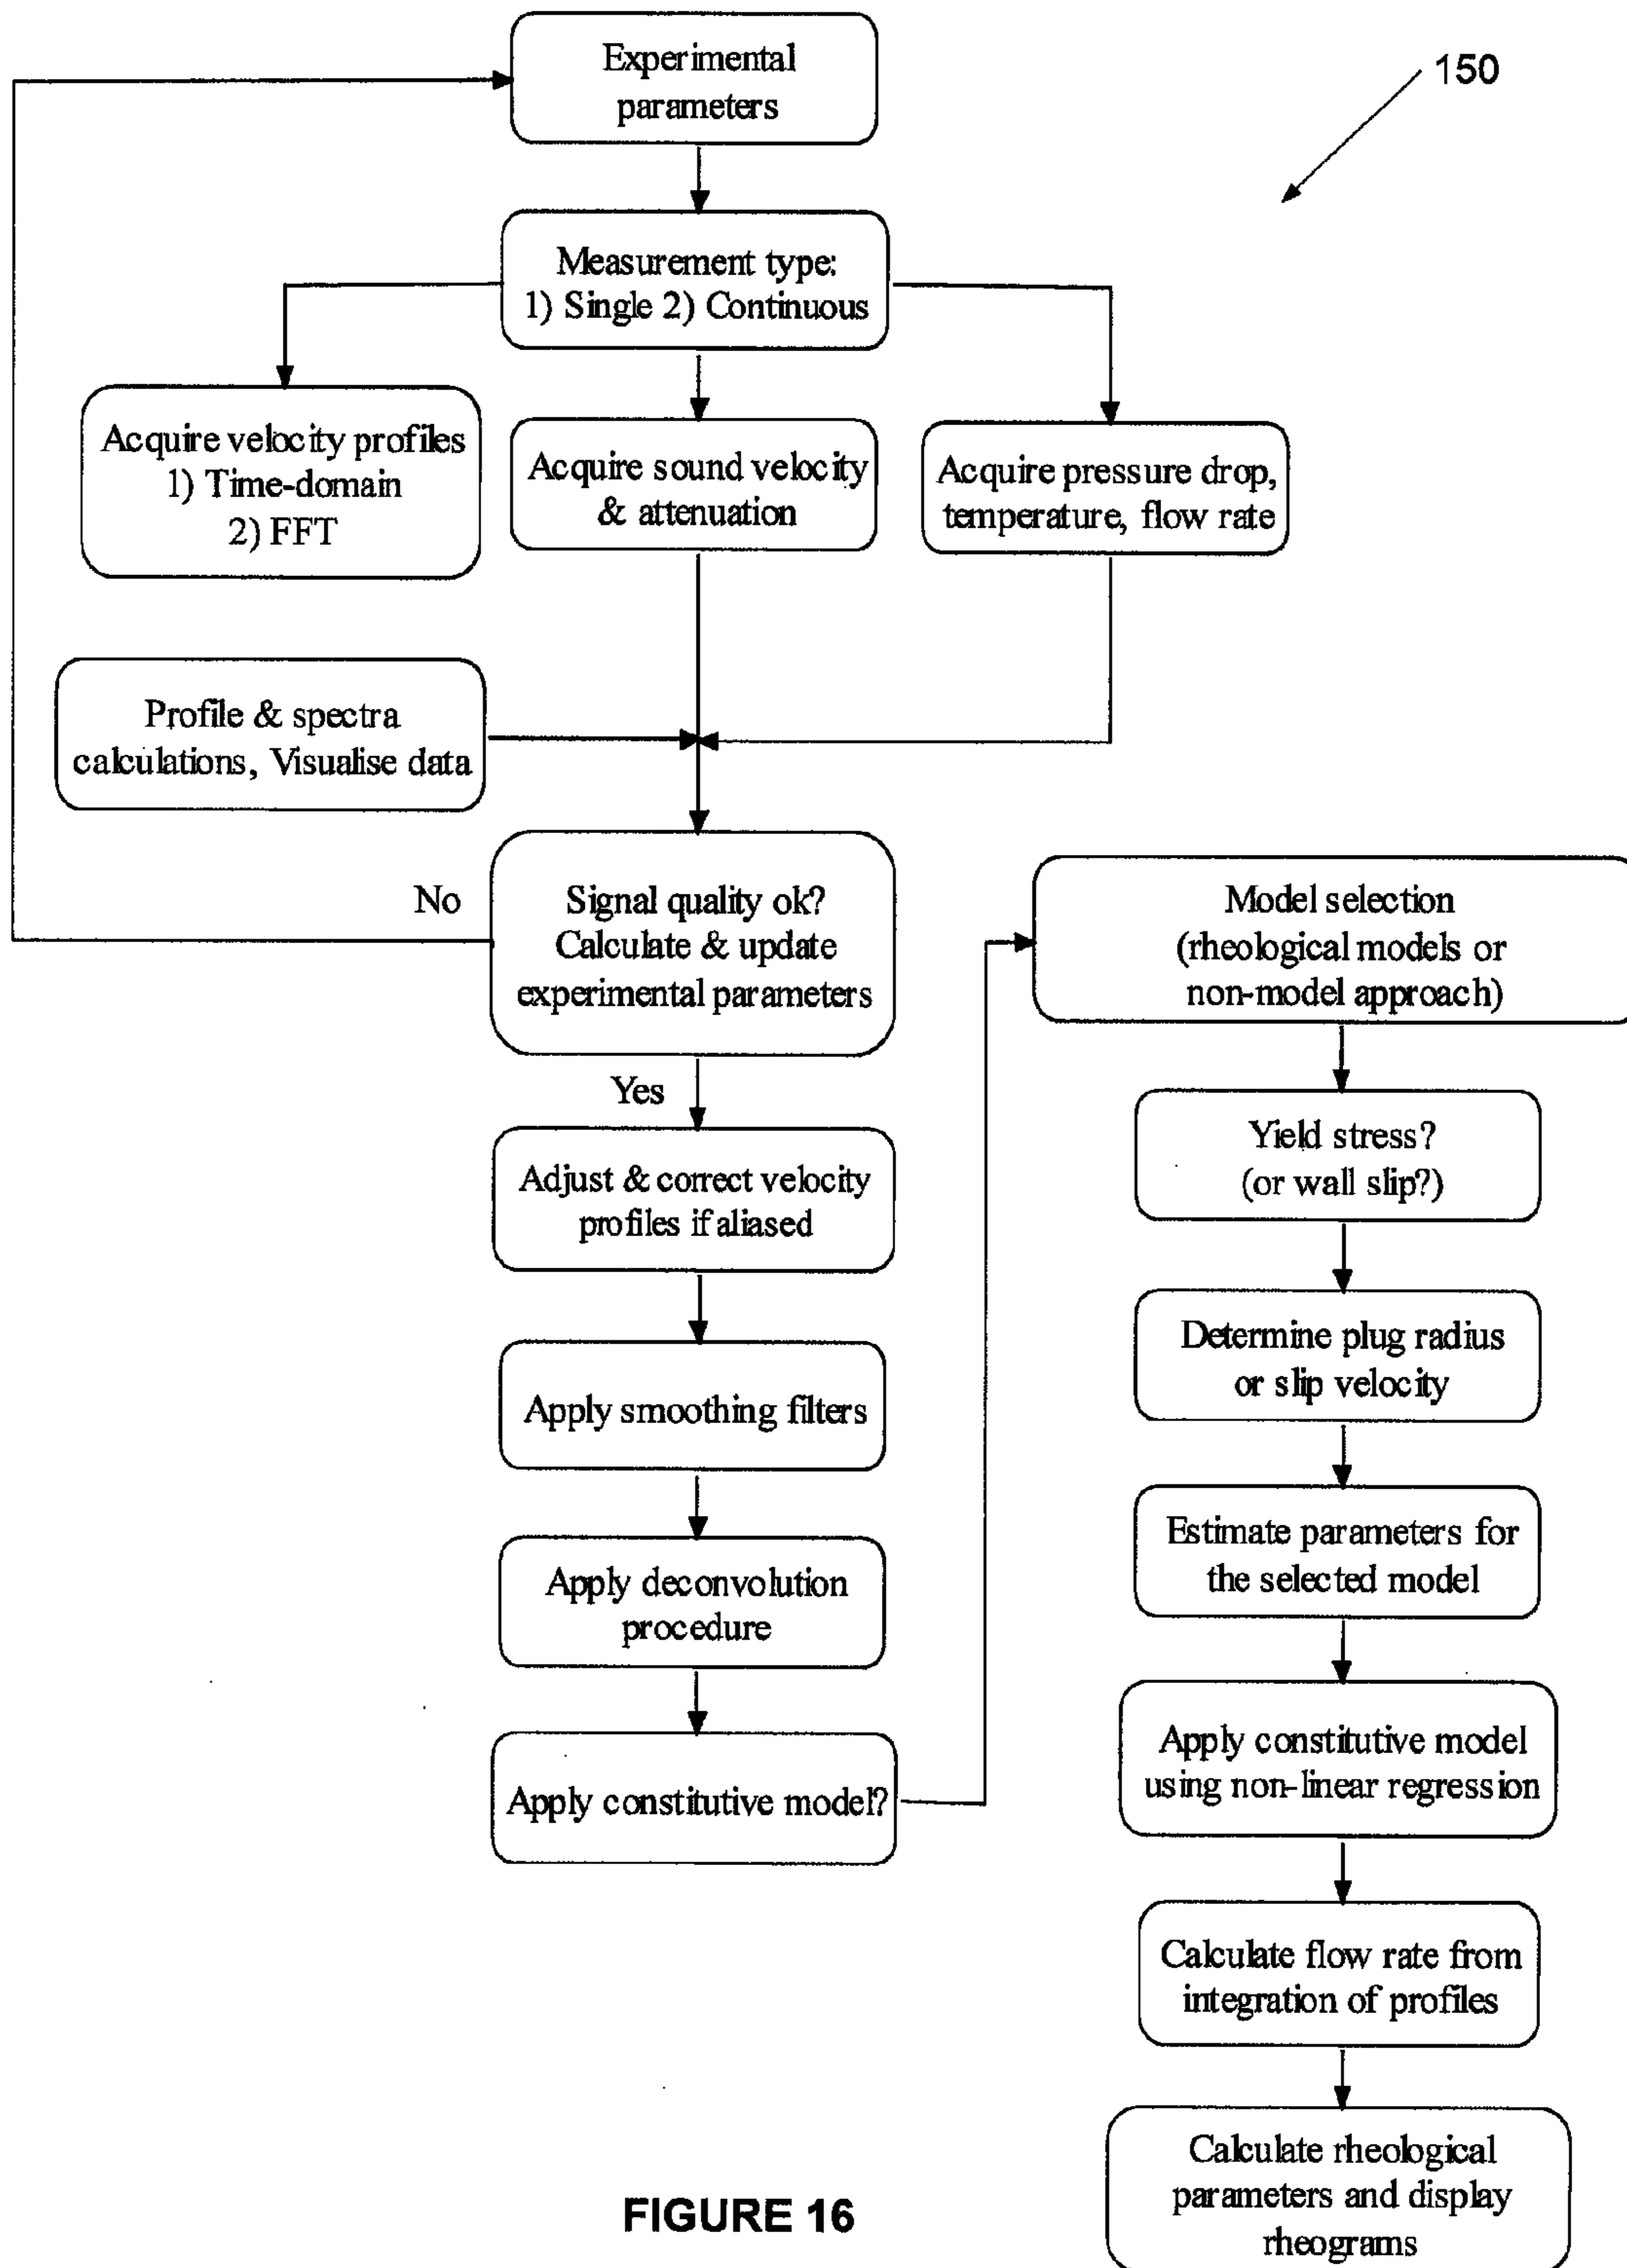 Experimental
parameters
150
Measurement type:
1) Single 2) Continuous
Acquire velocity profiles
1) Time-domain
2) FFT
Acquire sound velocity
& attenuation
Acquire pressure drop,
temperature, flow rate
Profile & spectra
calculations, Visualise data
No
Signal quality ok?
Calculate & update
experimental parameters
Yes
Adjust & correct velocity
profiles if aliased
Apply smoothing filters
Apply deconvolution
procedure
Apply constitutive model?
Model selection
(rheological models or
non-model approach)
Yield stress?
(or wall slip?)
Determine plug radius
or slip velocity
Estimate parameters for
the selected model
Apply constitutive model
using non-linear regression
Calculate flow rate from
integration of profiles
Calculate rheological
parameters and display
rheograms
FIGURE 16